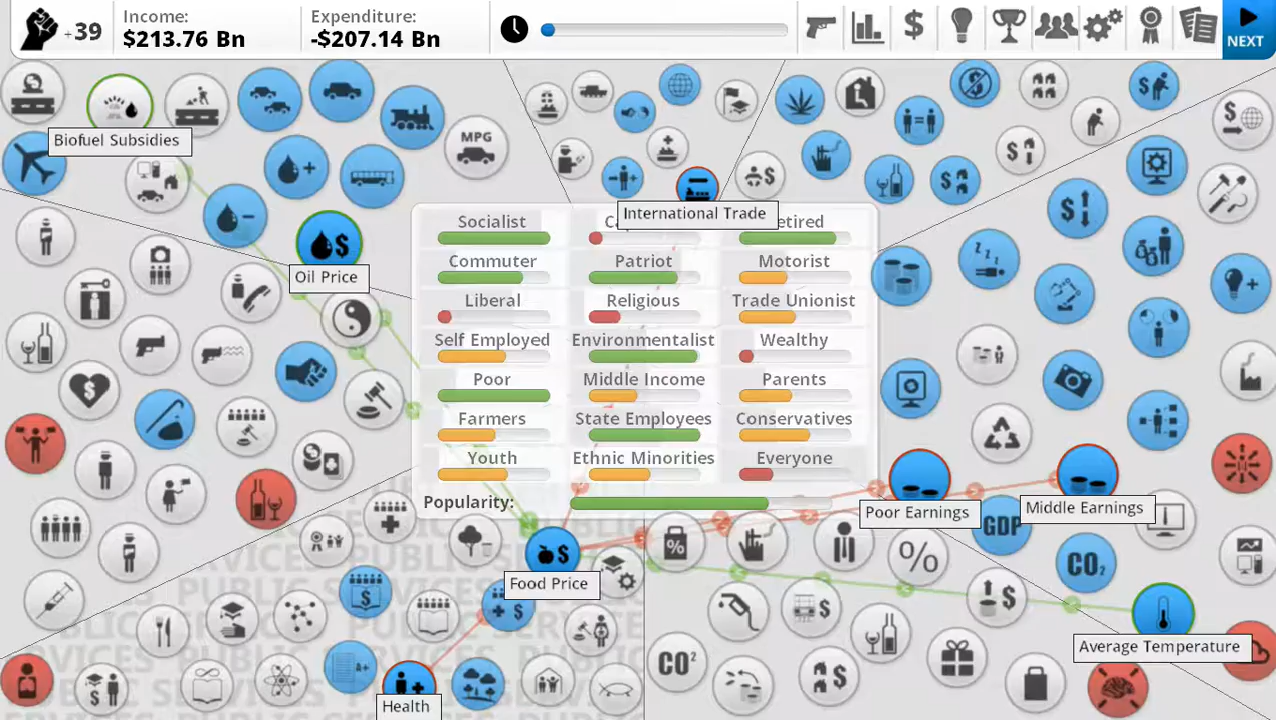 Income:
$213.76 Bn
Expenditure:
-$207.14 Bn
+39
NEXT
Biofuel Subsidies
MPG
International Trade
Oil Price
Socialist
Retired
Commuter
Patriot
Motorist
Liberal
Religious
Trade Unionist
Self Employed
Environmentalist
Wealthy
Poor
Middle Income
Parents
Farmers
State Employees
Conservatives
Youth
Ethnic Minorities
Everyone
Popularity:
Poor Earnings
Middle Earnings
GDP
CO₂
Food Price
%
A+
CO²
Average Temperature
Health
PUBLIC SERVICES